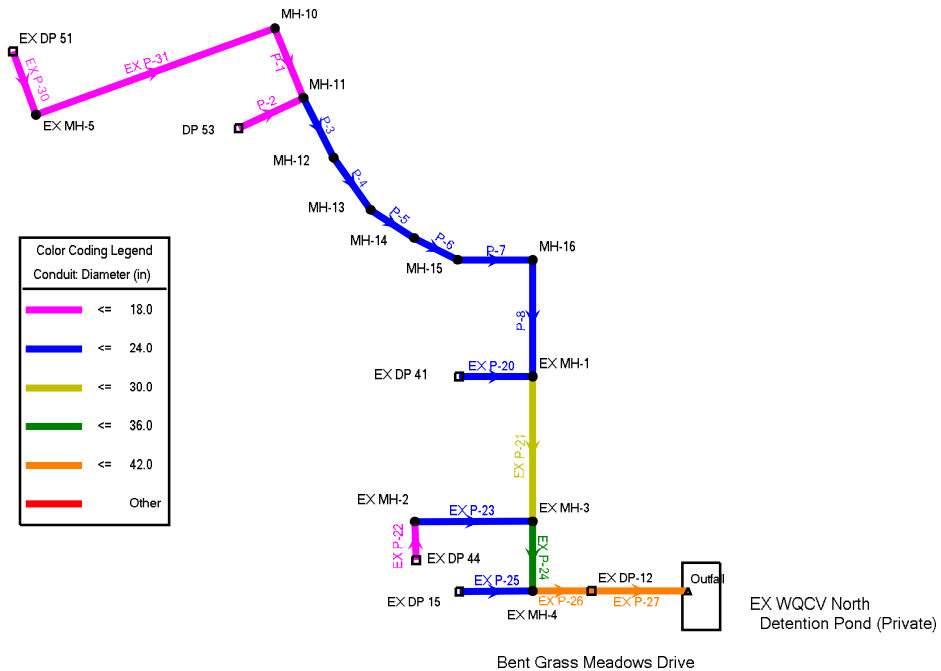 MH-10
EX DP 51
EX P-30
EX P-31
P-1
MH-11
EX MH-5
P-2
DP 53
P-3
MH-12
P-4
MH-13
P-5
MH-14
P-6
MH-15
P-7
MH-16
Color Coding Legend
Conduit: Diameter (in)
<= 18.0
<= 24.0
<= 30.0
<= 36.0
<= 42.0
Other
P-8
EX DP 41
EX P-20
EX MH-1
EX P-21
EX MH-2
EX P-23
EX MH-3
EX P-22
EX DP 44
EX P-24
EX DP 15
EX P-25
EX MH-4
EX P-26
EX DP-12
EX P-27
Outfall
EX WQCV North
Detention Pond (Private)
Bent Grass Meadows Drive